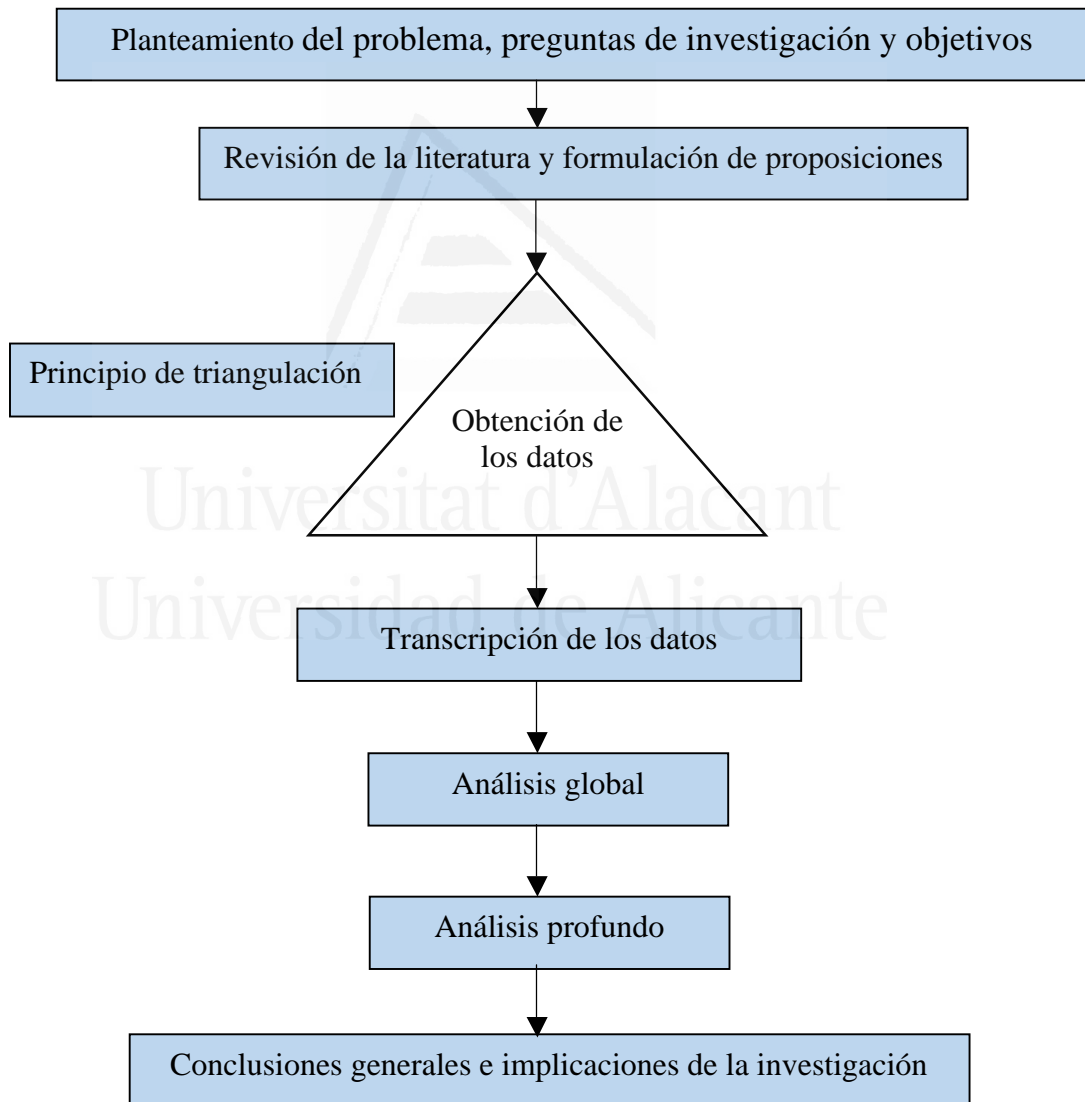 Planteamiento del problema, preguntas de investigación y objetivos
Revisión de la literatura y formulación de proposiciones
Principio de triangulación
Obtención de
los datos
Universitat d'Alacant
Universidad de Alicante
Transcripción de los datos
Análisis global
Análisis profundo
Conclusiones generales e implicaciones de la investigación